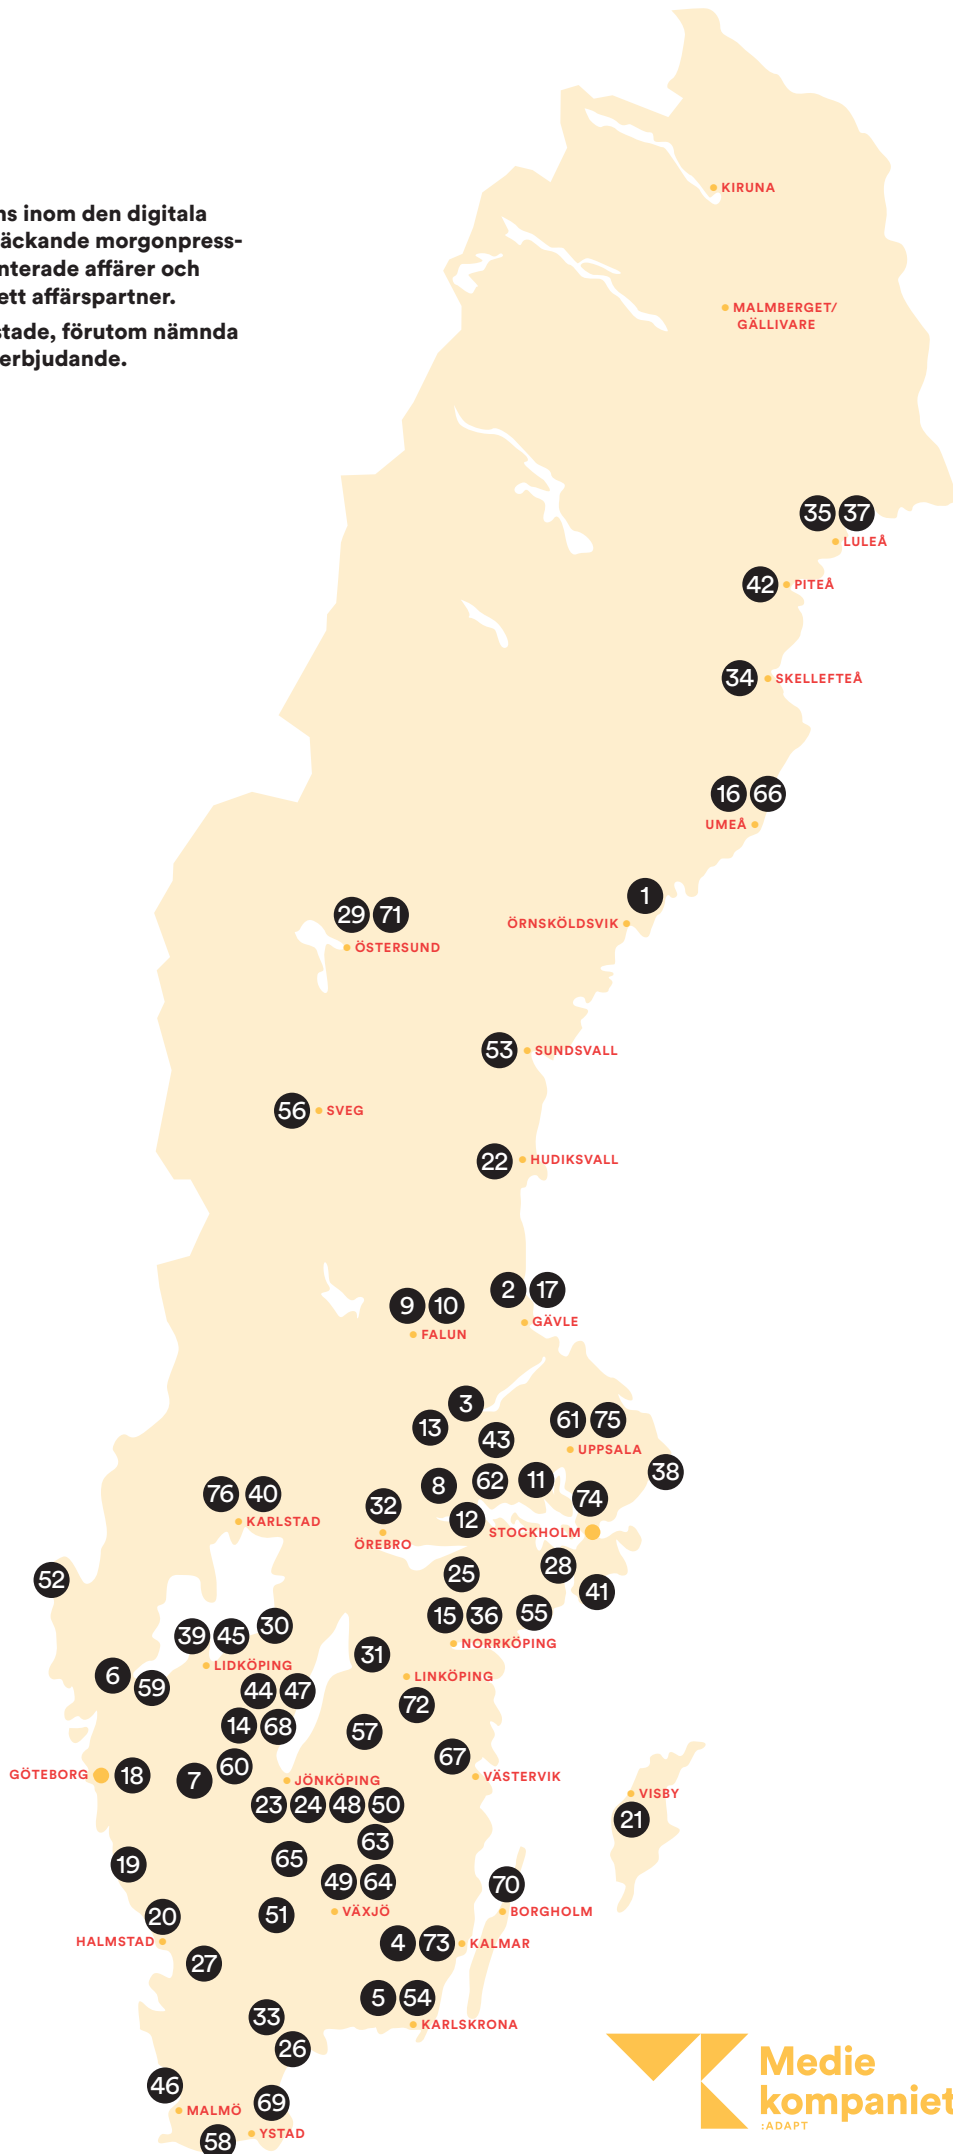 ns inom den digitala
äckande morgonpress-
nterade affärer och
ett affärspartner.
stade, förutom nämnda
erbjudande.
KIRUNA
MALMBERGET/
GÄLLIVARE
35 37
LULEÅ
42 PITEÅ
34 SKELLEFTEÅ
16 66
UMEÅ
1
ÖRNSKÖLDSVIK
29 71
ÖSTERSUND
53 SUNDSVALL
56 SVEG
22 HUDIKSVALL
2 17
GÄVLE
9 10
FALUN
3
13
43
61 75
UPPSALA
38
8
62
11
74
76 40
KARLSTAD
32
ÖREBRO
12
STOCKHOLM
52
25
28
41
15 36
55
NORRKÖPING
39 45
30
LIDKÖPING
31
LINKÖPING
6
59
44 47
72
14 68
57
67
VÄSTERVIK
GÖTEBORG 18
7
60
JÖNKÖPING
23 24 48 50
VISBY
21
63
19
65
49 64
VÄXJÖ
70
BORGHOLM
20
HALMSTAD
51
4 73 KALMAR
27
5 54
KARLSKRONA
33
26
46
MALMÖ
69
YSTAD
58
Medie
kompaniet
:ADAPT